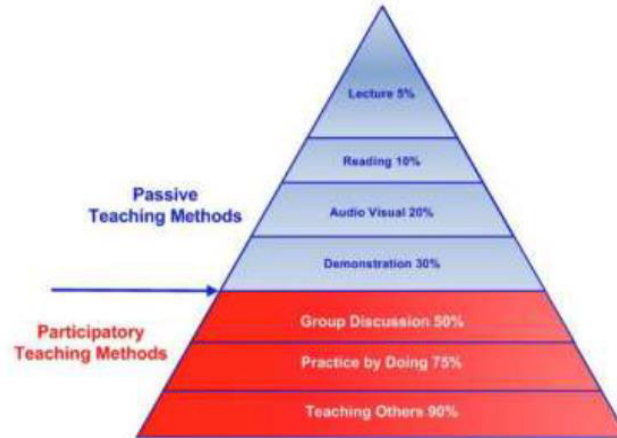 Lecture 5%
Reading 10%
Passive
Teaching Methods
Audio Visual 20%
Demonstration 30%
Group Discussion 50%
Participatory
Teaching Methods
Practice by Doing 75%
Teaching Others 90%